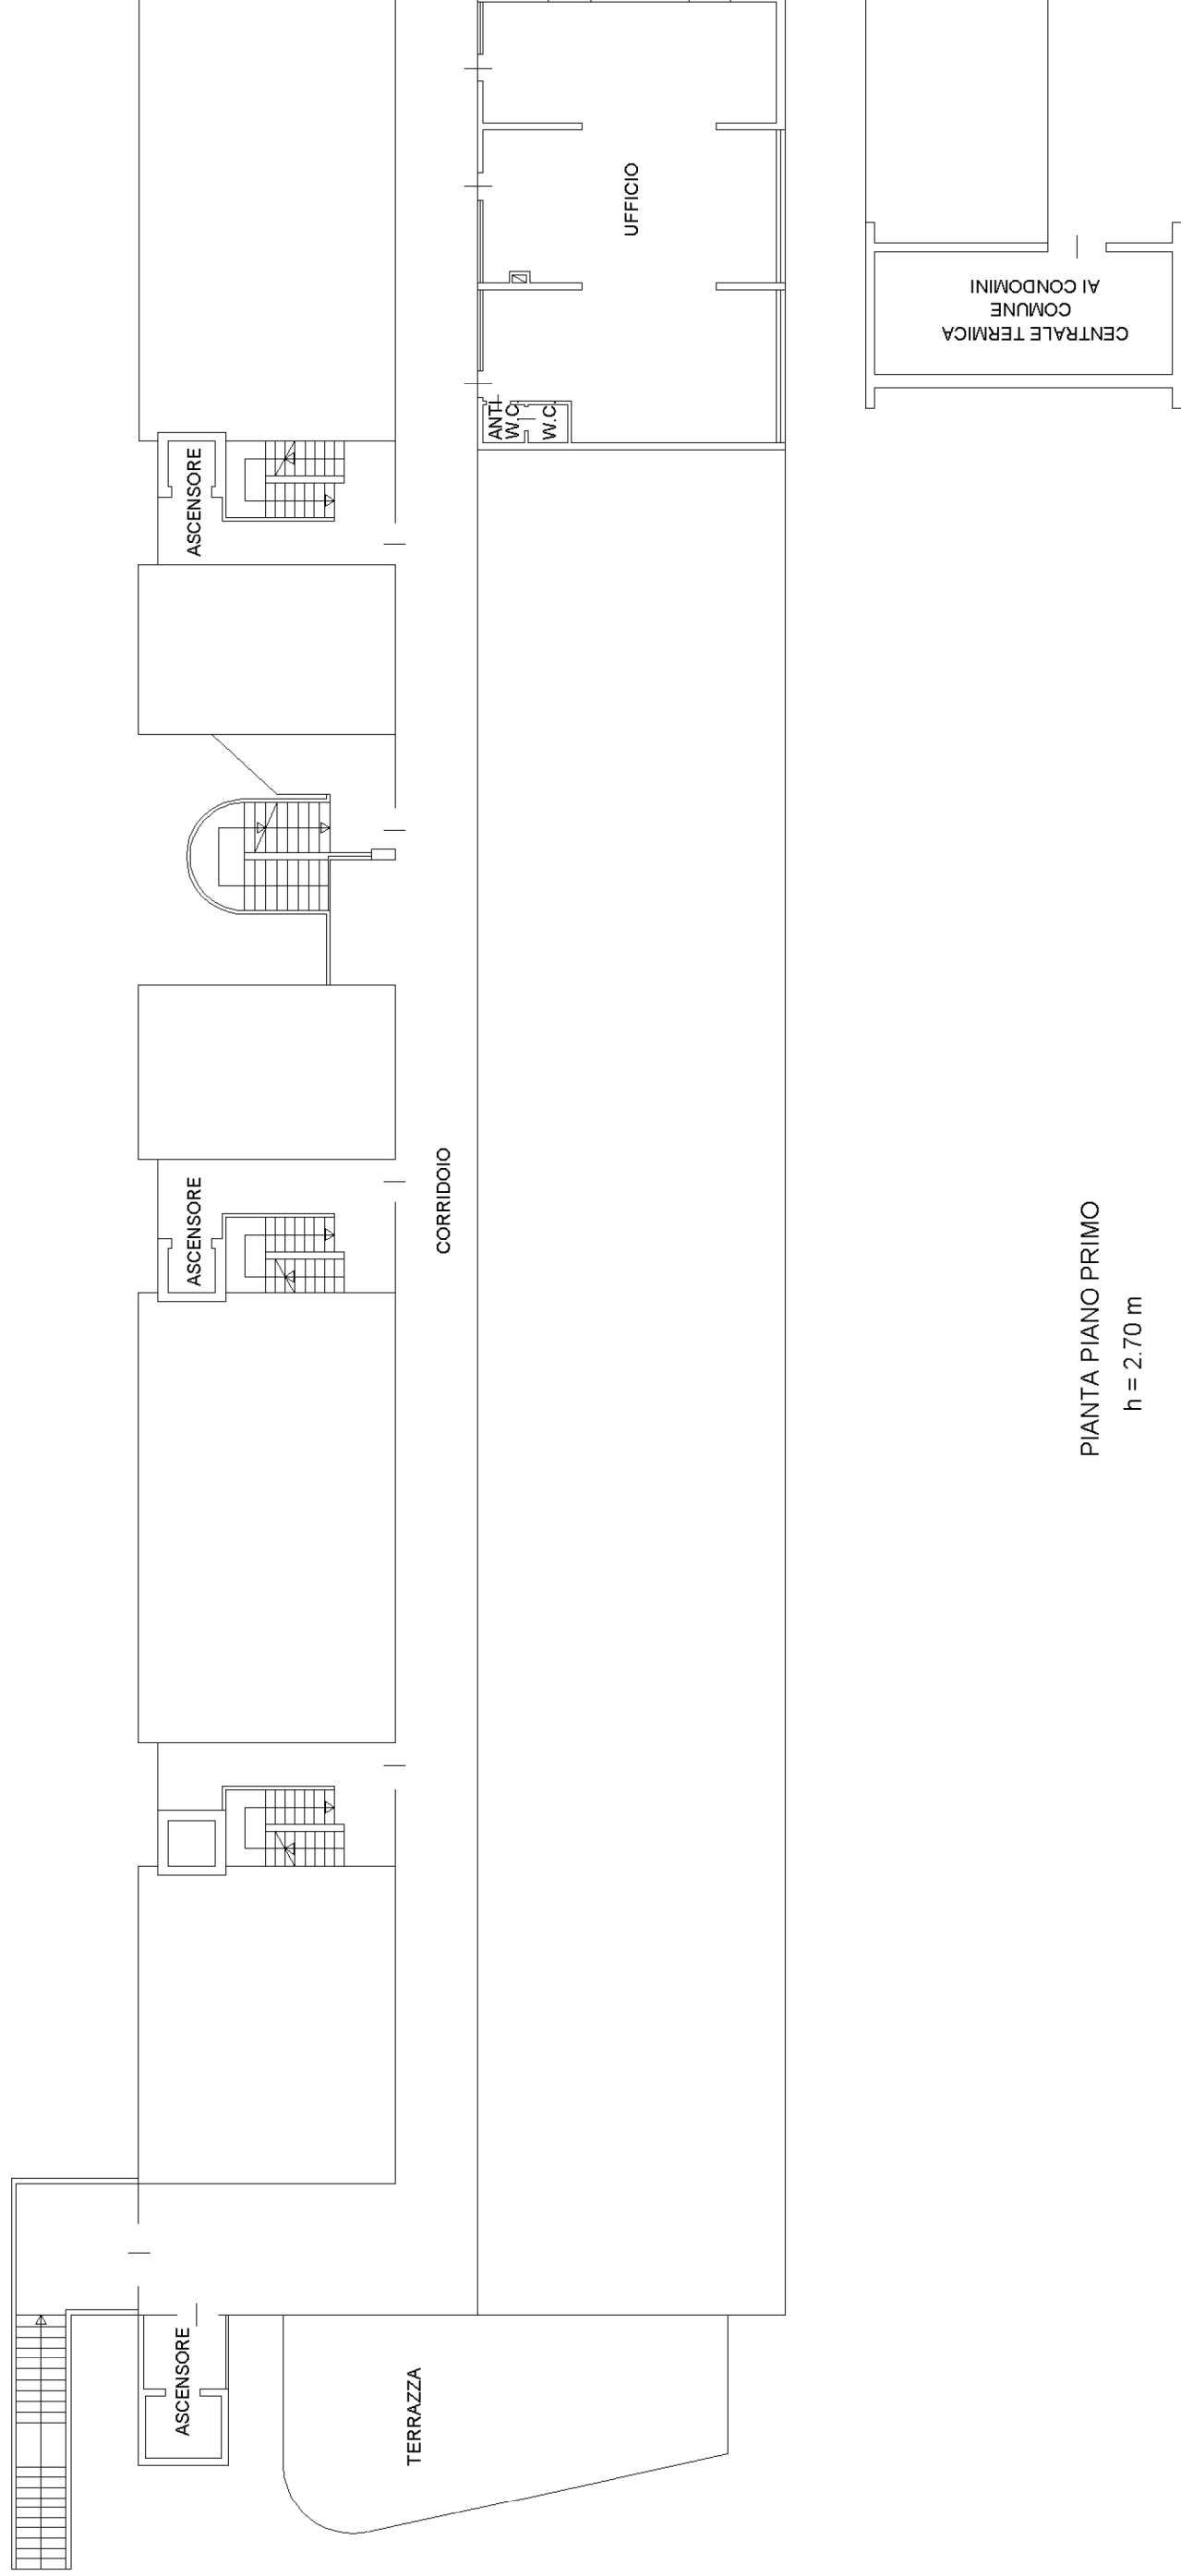 UFFICIO
CENTRALE TERMICA
COMUNE
AI CONDOMINI
ANTI
W.C
W.C
ASCENSORE
ASCENSORE
CORRIDOIO
PIANTA PIANO PRIMO
h = 2.70 m
ASCENSORE
TERRAZZA